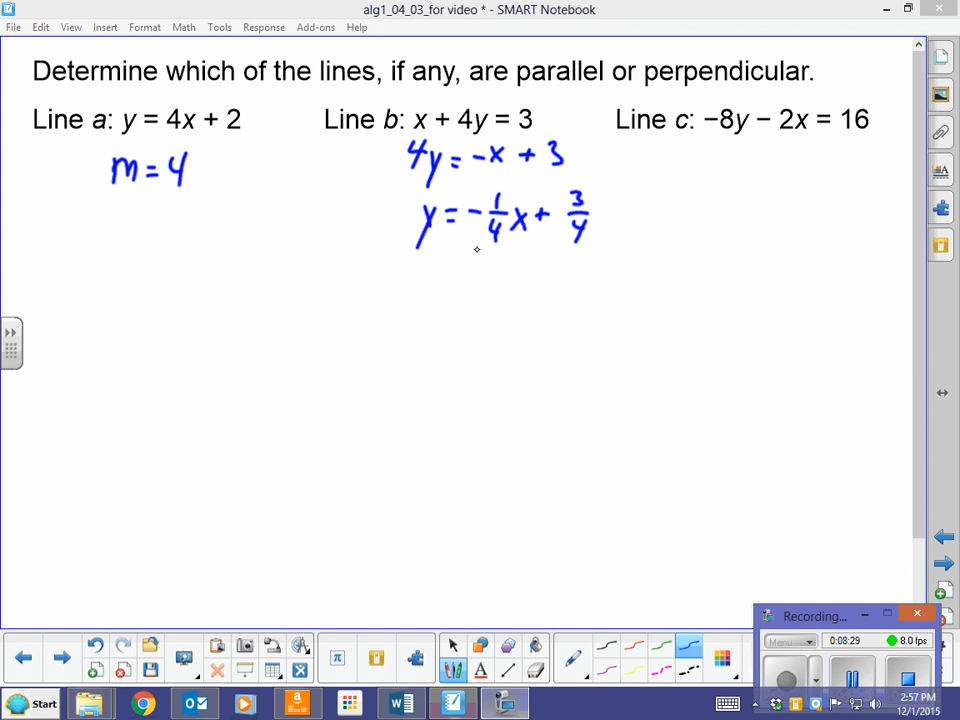 alg1_04_03_for video * - SMART Notebook
File Edit View Insert Format Math Tools Response Add-ons Help
Determine which of the lines, if any, are parallel or perpendicular.
Line a: y = 4x + 2 Line b: x + 4y = 3 Line c: −8y − 2x = 16
m = 4
4y = -x + 3
y = - 1/4 x + 3/4
Recording...
Menu 0:08:29 8.0 fps
Start
2:57 PM
12/1/2015